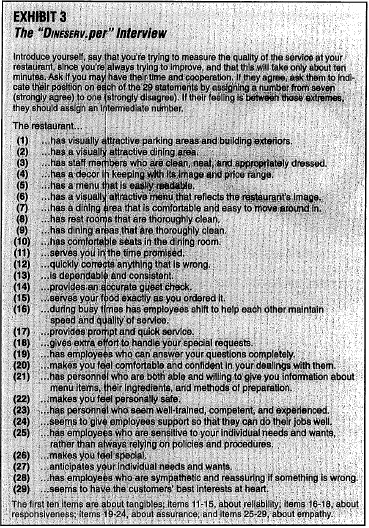 EXHIBIT 3
The "DINESERV.per" Interview
Introduce yourself, say that you're trying to measure the quality of the service at your
restaurant, since you're always trying to improve, and that this will take only about ten
minutes. Ask if you may have their time and cooperation. If they agree, ask them to indi-
cate their position on each of the 29 statements by assigning a number from seven
(strongly agree) to one (strongly disagree). If their feeling is between those extremes,
they should assign an intermediate number.
The restaurant...
(1) ...has visually attractive parking areas and building exteriors.
(2) ...has a visually attractive dining area.
(3) ...has staff members who are clean, neat, and appropriately dressed.
(4) ...has a decor in keeping with its image and price range.
(5) ...has a menu that is easily readable.
(6) ...has a visually attractive menu that reflects the restaurant's image.
(7) ...has a dining area that is comfortable and easy to move around in.
(8) ...has rest rooms that are thoroughly clean.
(9) ...has dining areas that are thoroughly clean.
(10) ...has comfortable seats in the dining room.
(11) ...serves you in the time promised.
(12) ...quickly corrects anything that is wrong.
(13) ...is dependable and consistent.
(14) ...provides an accurate guest check.
(15) ...serves your food exactly as you ordered it.
(16) ...during busy times has employees shift to help each other maintain
speed and quality of service.
(17) ...provides prompt and quick service.
(18) ...gives extra effort to handle your special requests.
(19) ...has employees who can answer your questions completely.
(20) ...makes you feel comfortable and confident in your dealings with them.
(21) ...has personnel who are both able and willing to give you information about
menu items, their ingredients, and methods of preparation.
(22) ...makes you feel personally safe.
(23) ...has personnel who seem well-trained, competent, and experienced.
(24) ...seems to give employees support so that they can do their jobs well.
(25) ...has employees who are sensitive to your individual needs and wants,
rather than always relying on policies and procedures.
(26) ...makes you feel special.
(27) ...anticipates your individual needs and wants.
(28) ...has employees who are sympathetic and reassuring if something is wrong.
(29) ...seems to have the customers' best interests at heart.
The first ten items are about tangibles; items 11-15, about reliability; items 16-18, about
responsiveness; items 19-24, about assurance; and items 25-29, about empathy.